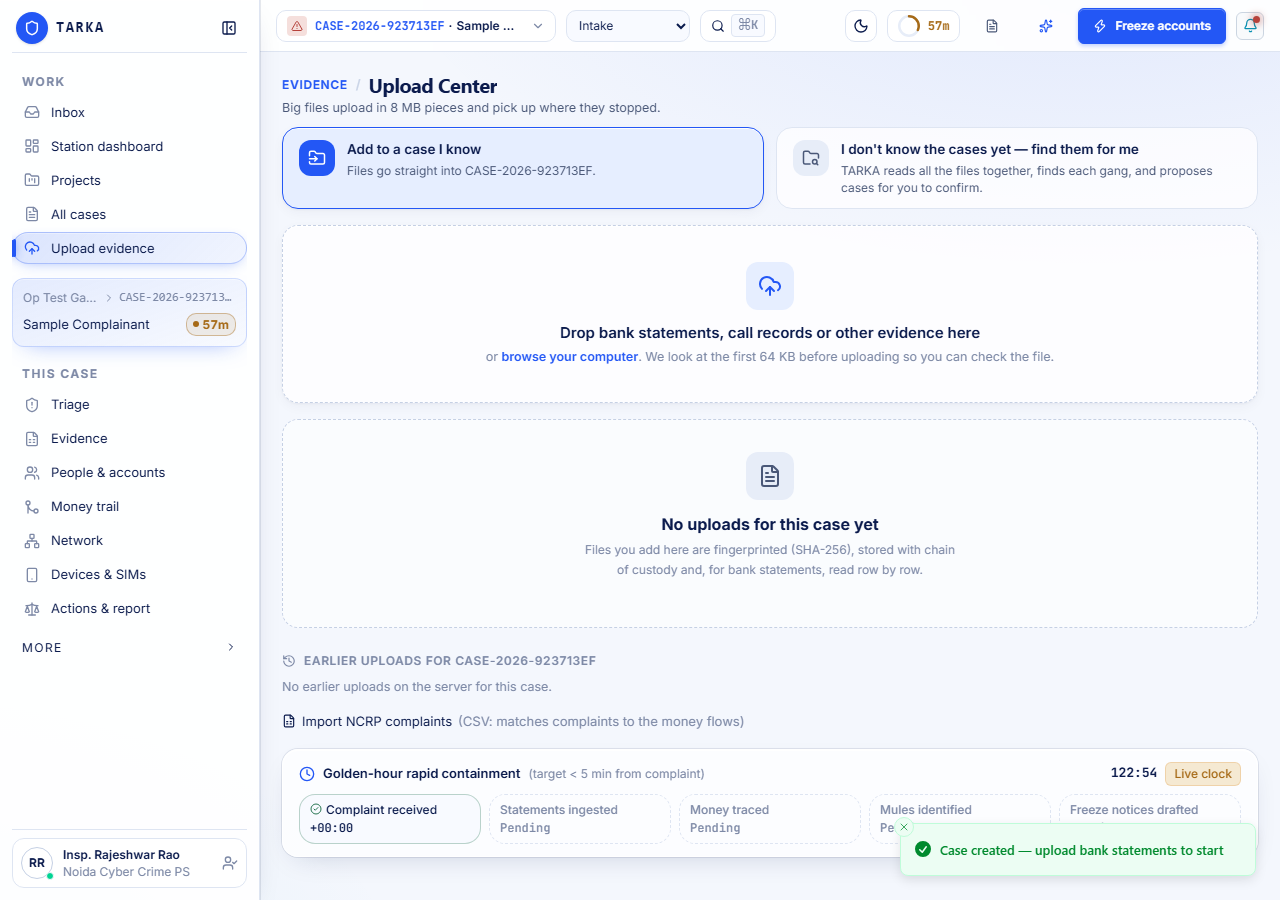 TARKA
WORK
Inbox
Station dashboard
Projects
All cases
Upload evidence
Op Test Ga… > CASE-2026-923713…
Sample Complainant 57m
THIS CASE
Triage
Evidence
People & accounts
Money trail
Network
Devices & SIMs
Actions & report
MORE
RR
Insp. Rajeshwar Rao
Noida Cyber Crime PS
CASE-2026-923713EF · Sample ...
Intake
⌘K
57m
Freeze accounts
EVIDENCE / Upload Center
Big files upload in 8 MB pieces and pick up where they stopped.
Add to a case I know
Files go straight into CASE-2026-923713EF.
I don't know the cases yet — find them for me
TARKA reads all the files together, finds each gang, and proposes
cases for you to confirm.
Drop bank statements, call records or other evidence here
or browse your computer. We look at the first 64 KB before uploading so you can check the file.
No uploads for this case yet
Files you add here are fingerprinted (SHA-256), stored with chain
of custody and, for bank statements, read row by row.
EARLIER UPLOADS FOR CASE-2026-923713EF
No earlier uploads on the server for this case.
Import NCRP complaints (CSV: matches complaints to the money flows)
Golden-hour rapid containment (target < 5 min from complaint)
122:54 Live clock
Complaint received
+00:00
Statements ingested
Pending
Money traced
Pending
Mules identified
Freeze notices drafted
Case created — upload bank statements to start